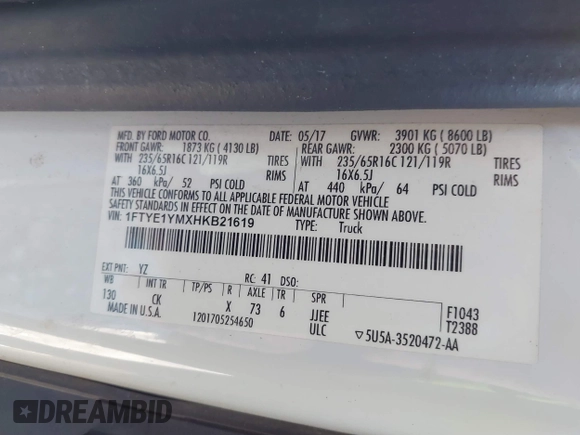 MFD. BY FORD MOTOR CO. 05/17 GVWR: 3901 KG ( 8600 LB)
FRONT GAWR: 1873 KG ( 4130 LB) REAR GAWR: 2300 KG ( 5070 LB)
WITH 235/65R16C 121/119R TIRES WITH 235/65R16C 121/119R TIRES
16X6.5J RIMS 16X6.5J RIMS
AT 360 kPa/ 52 PSI COLD AT 440 kPa/ 64 PSI COLD
THIS VEHICLE CONFORMS TO ALL APPLICABLE FEDERAL MOTOR VEHICLE
SAFETY STANDARDS IN EFFECT ON THE DATE OF MANUFACTURE SHOWN ABOVE.
VIN: 1FTYE1YMXHKB21619
TYPE: Truck
EXT PNT: YZ RC: 41 DSO:
WB INT TR TP/PS R AXLE TR SPR
130 CK X 73 6 JJEE F1043
MADE IN U.S.A. 1201705254650 ULC T2388
▽5U5A-3520472-AA
DREAMBID